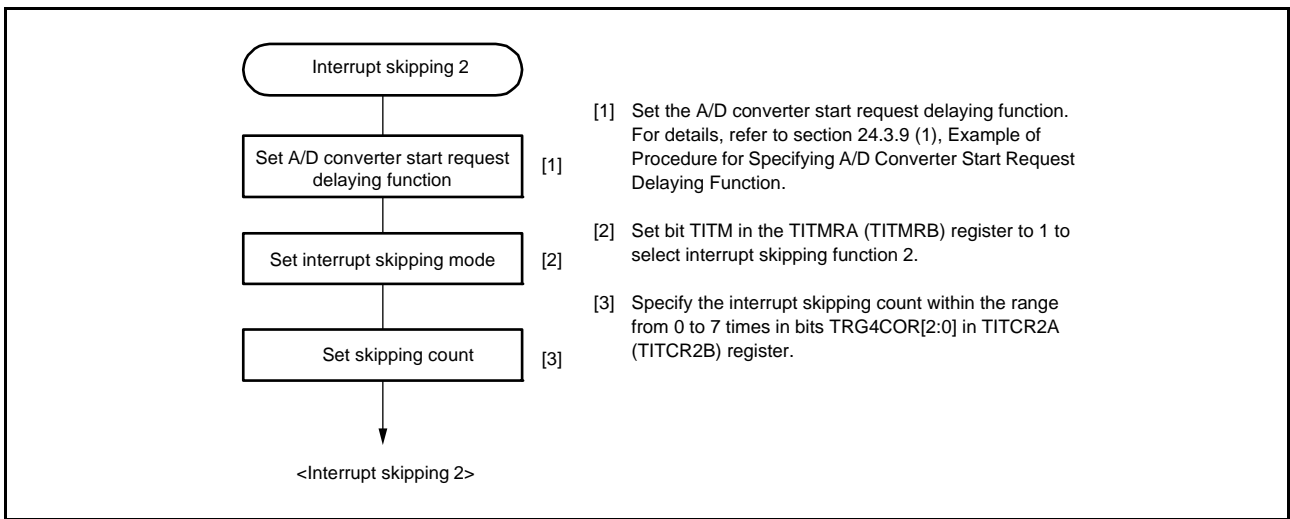 Interrupt skipping 2
Set A/D converter start request
delaying function
[1]
Set interrupt skipping mode
[2]
Set skipping count
[3]
<Interrupt skipping 2>
[1] Set the A/D converter start request delaying function.
For details, refer to section 24.3.9 (1), Example of
Procedure for Specifying A/D Converter Start Request
Delaying Function.
[2] Set bit TITM in the TITMRA (TITMRB) register to 1 to
select interrupt skipping function 2.
[3] Specify the interrupt skipping count within the range
from 0 to 7 times in bits TRG4COR[2:0] in TITCR2A
(TITCR2B) register.